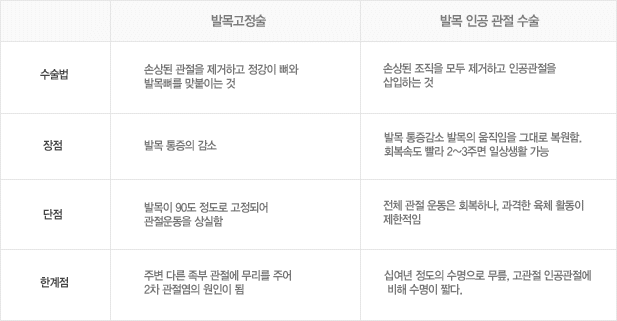 발목고정술 발목 인공 관절 수술
수술법 손상된 관절을 제거하고 정강이 뼈와 손상된 조직을 모두 제거하고 인공관절을
발목뼈를 맞붙이는 것 삽입하는 것
장점 발목 통증의 감소 발목 통증감소 발목의 움직임을 그대로 복원함.
회복속도 빨라 2~3주면 일상생활 가능
단점 발목이 90도 정도로 고정되어 전체 관절 운동은 회복하나, 과격한 육체 활동이
관절운동을 상실함 제한적임
한계점 주변 다른 족부 관절에 무리를 주어 십여년 정도의 수명으로 무릎, 고관절 인공관절에
2차 관절염의 원인이 됨 비해 수명이 짧다.